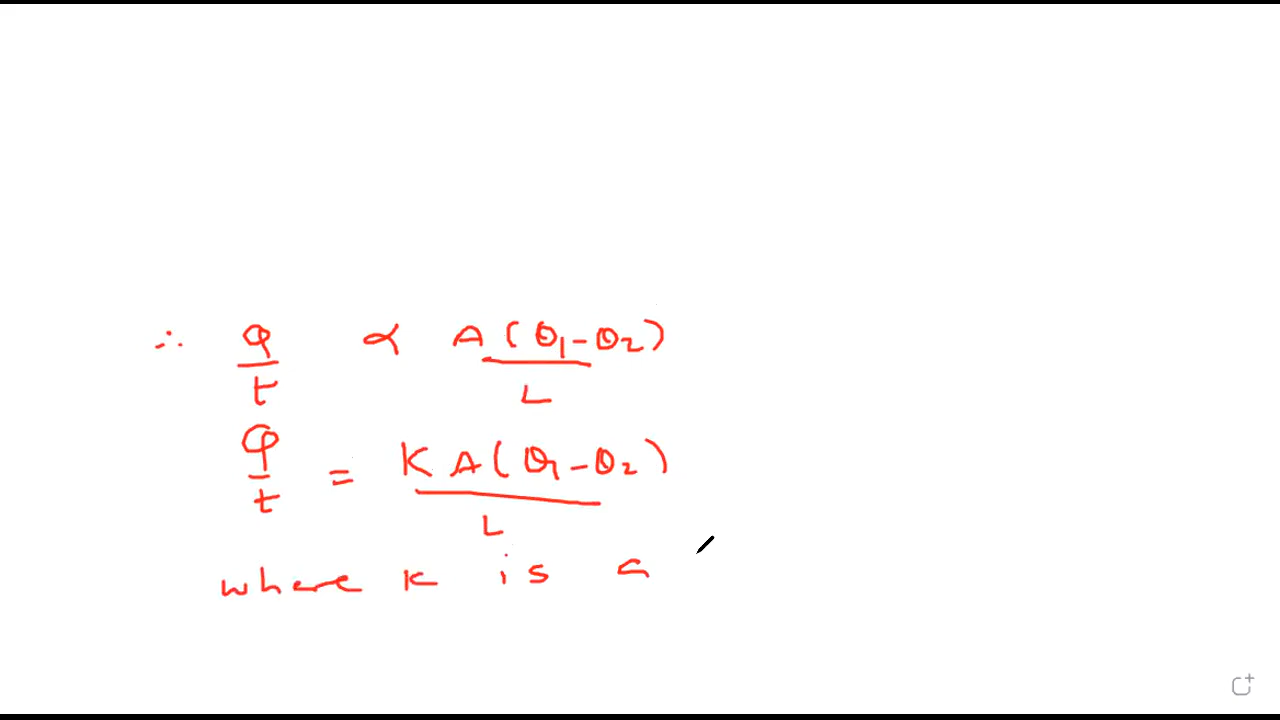 ∴ Q/t ∝ A(θ1-θ2)/L
Q/t = KA(θ1-θ2)/L
where K is a